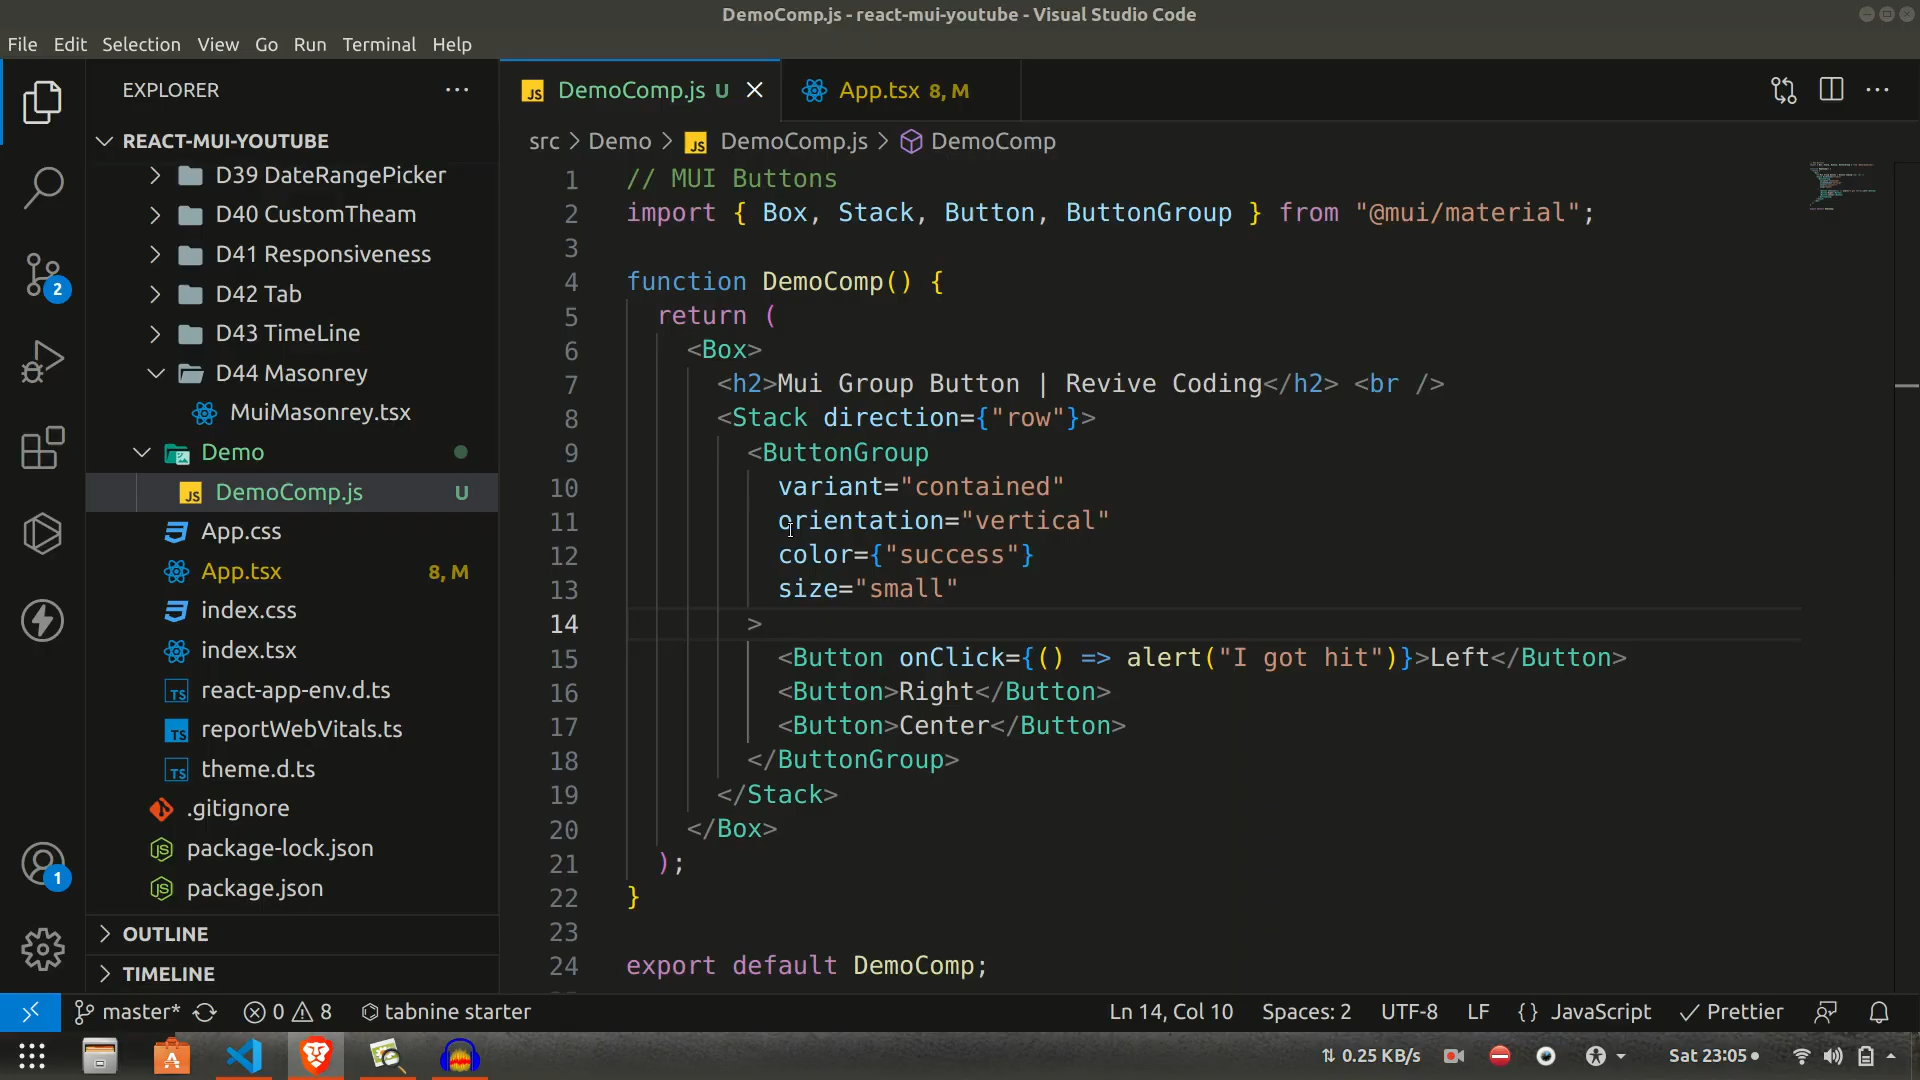 DemoComp.js - react-mui-youtube - Visual Studio Code
File Edit Selection View Go Run Terminal Help
EXPLORER
REACT-MUI-YOUTUBE
D39 DateRangePicker
D40 CustomTheam
D41 Responsiveness
D42 Tab
D43 TimeLine
D44 Masonrey
MuiMasonrey.tsx
Demo
JS DemoComp.js U
App.css
App.tsx 8, M
index.css
index.tsx
TS react-app-env.d.ts
TS reportWebVitals.ts
TS theme.d.ts
.gitignore
package-lock.json
package.json
OUTLINE
TIMELINE
2
1
JS DemoComp.js U
App.tsx 8, M
src > Demo > JS DemoComp.js > DemoComp
1 // MUI Buttons
2 import { Box, Stack, Button, ButtonGroup } from "@mui/material";
3
4 function DemoComp() {
5 return (
6 <Box>
7 <h2>Mui Group Button | Revive Coding</h2> <br />
8 <Stack direction={"row"}>
9 <ButtonGroup
10 variant="contained"
11 orientation="vertical"
12 color={"success"}
13 size="small"
14 >
15 <Button onClick={() => alert("I got hit")}>Left</Button>
16 <Button>Right</Button>
17 <Button>Center</Button>
18 </ButtonGroup>
19 </Stack>
20 </Box>
21 );
22 }
23
24 export default DemoComp;
master* 0 8 tabnine starter Ln 14, Col 10 Spaces: 2 UTF-8 LF {} JavaScript Prettier
0.25 KB/s Sat 23:05